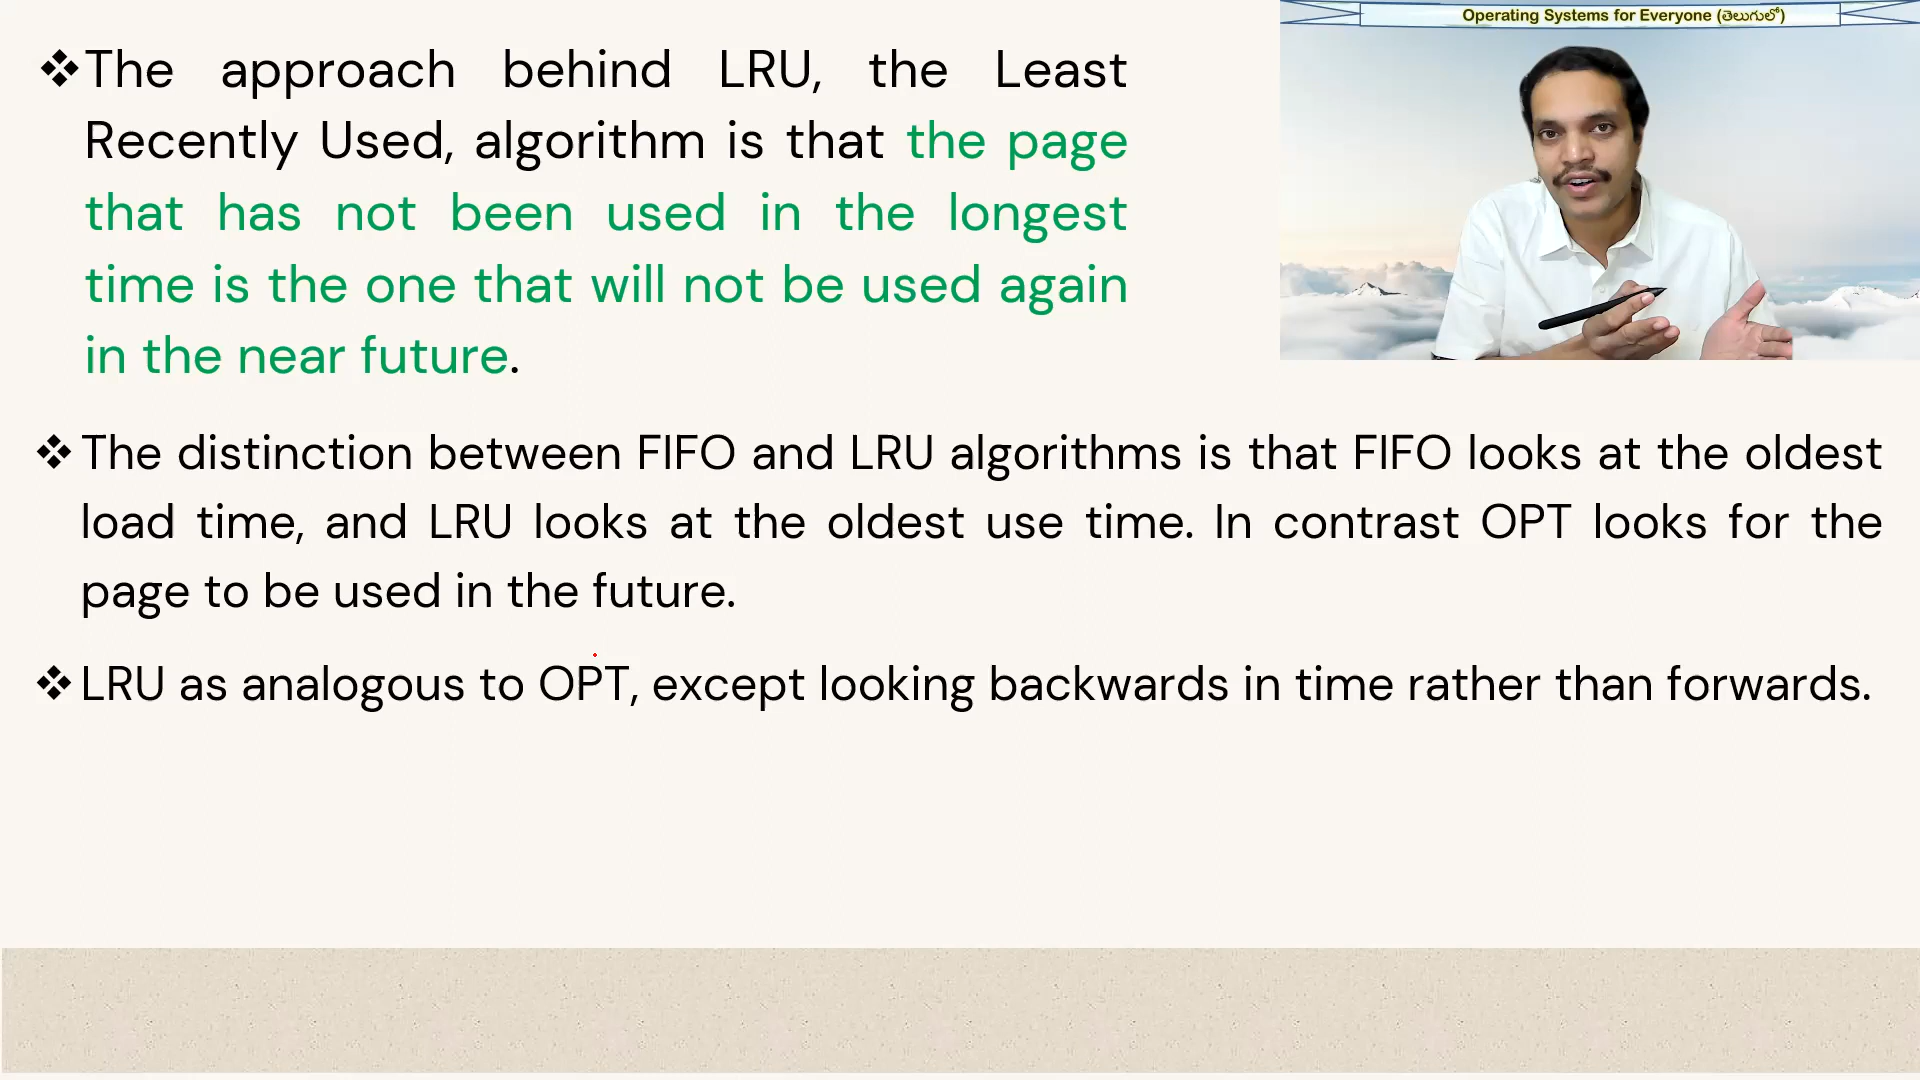 Operating Systems for Everyone (తెలుగులో)
❖The approach behind LRU, the Least
Recently Used, algorithm is that the page
that has not been used in the longest
time is the one that will not be used again
in the near future.
❖The distinction between FIFO and LRU algorithms is that FIFO looks at the oldest
load time, and LRU looks at the oldest use time. In contrast OPT looks for the
page to be used in the future.
❖LRU as analogous to OPT, except looking backwards in time rather than forwards.